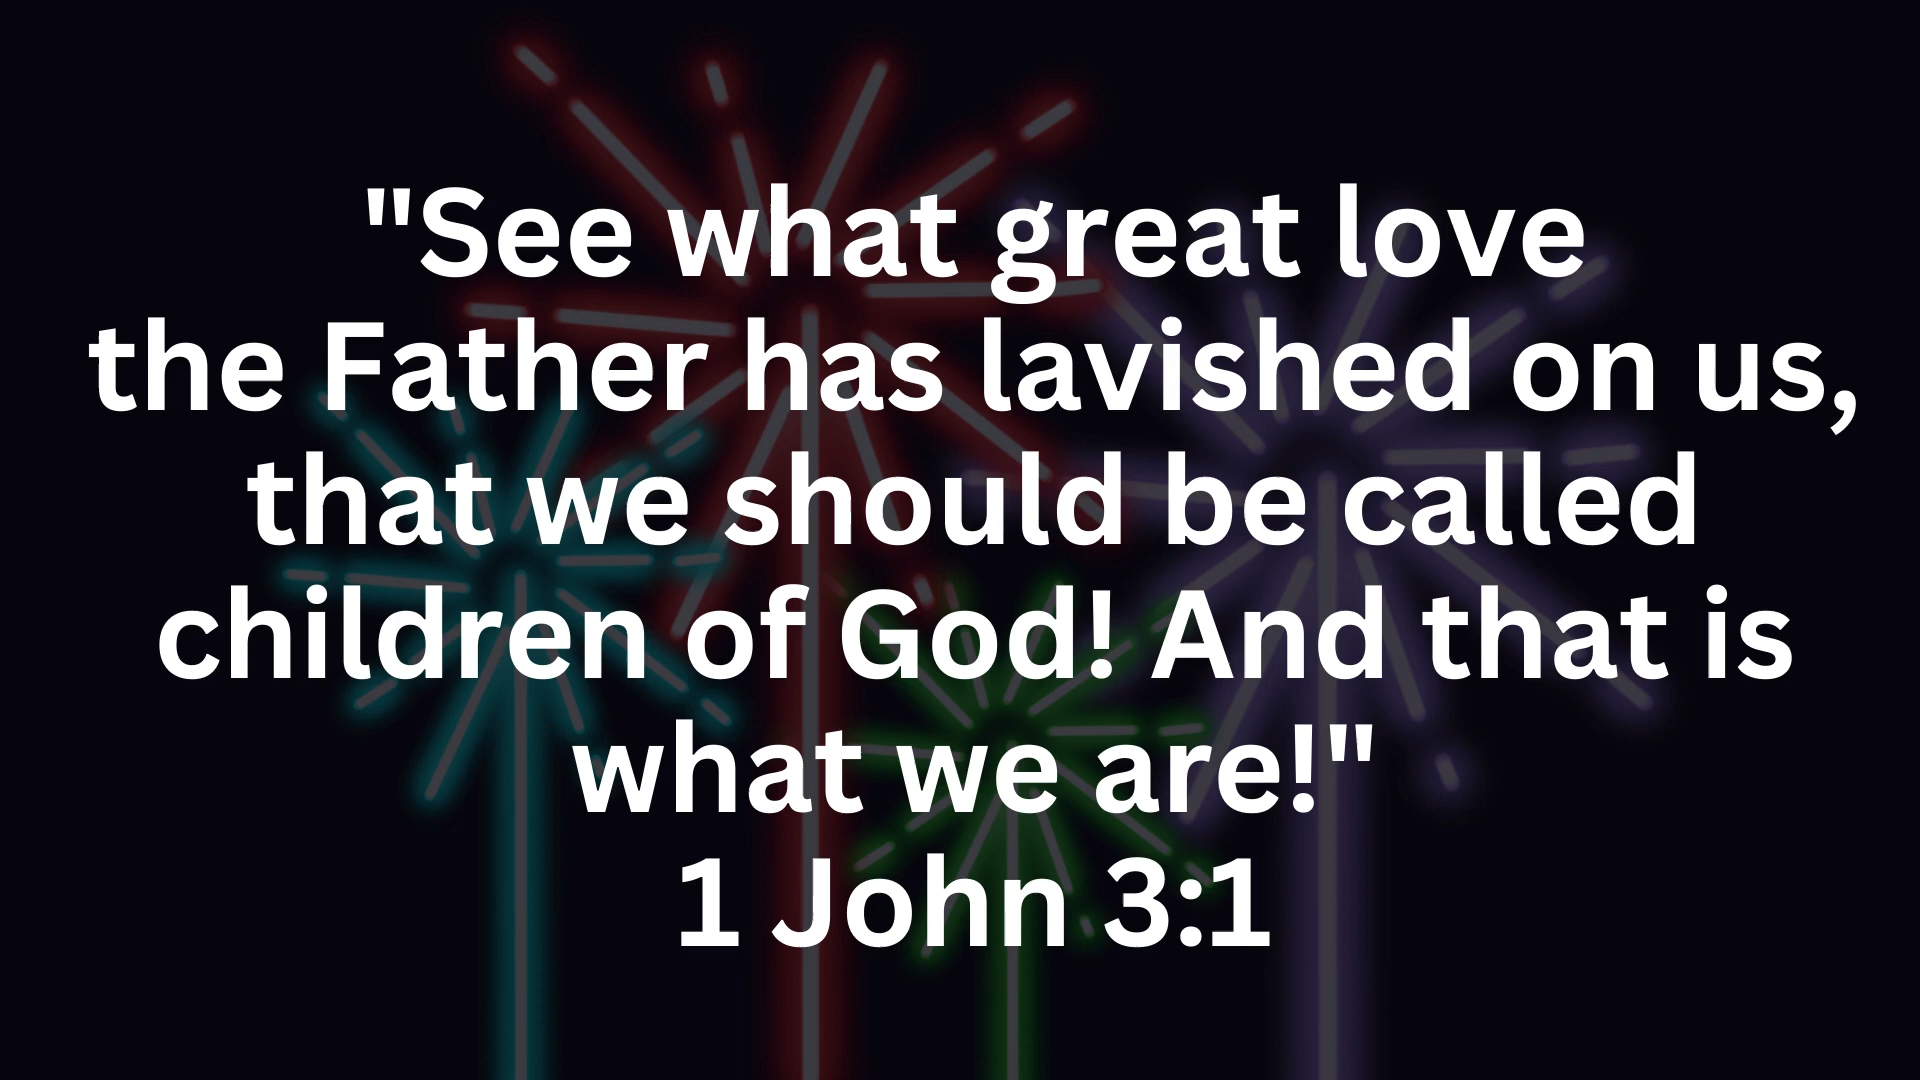 "See what great love
the Father has lavished on us,
that we should be called
children of God! And that is
what we are!"
1 John 3:1